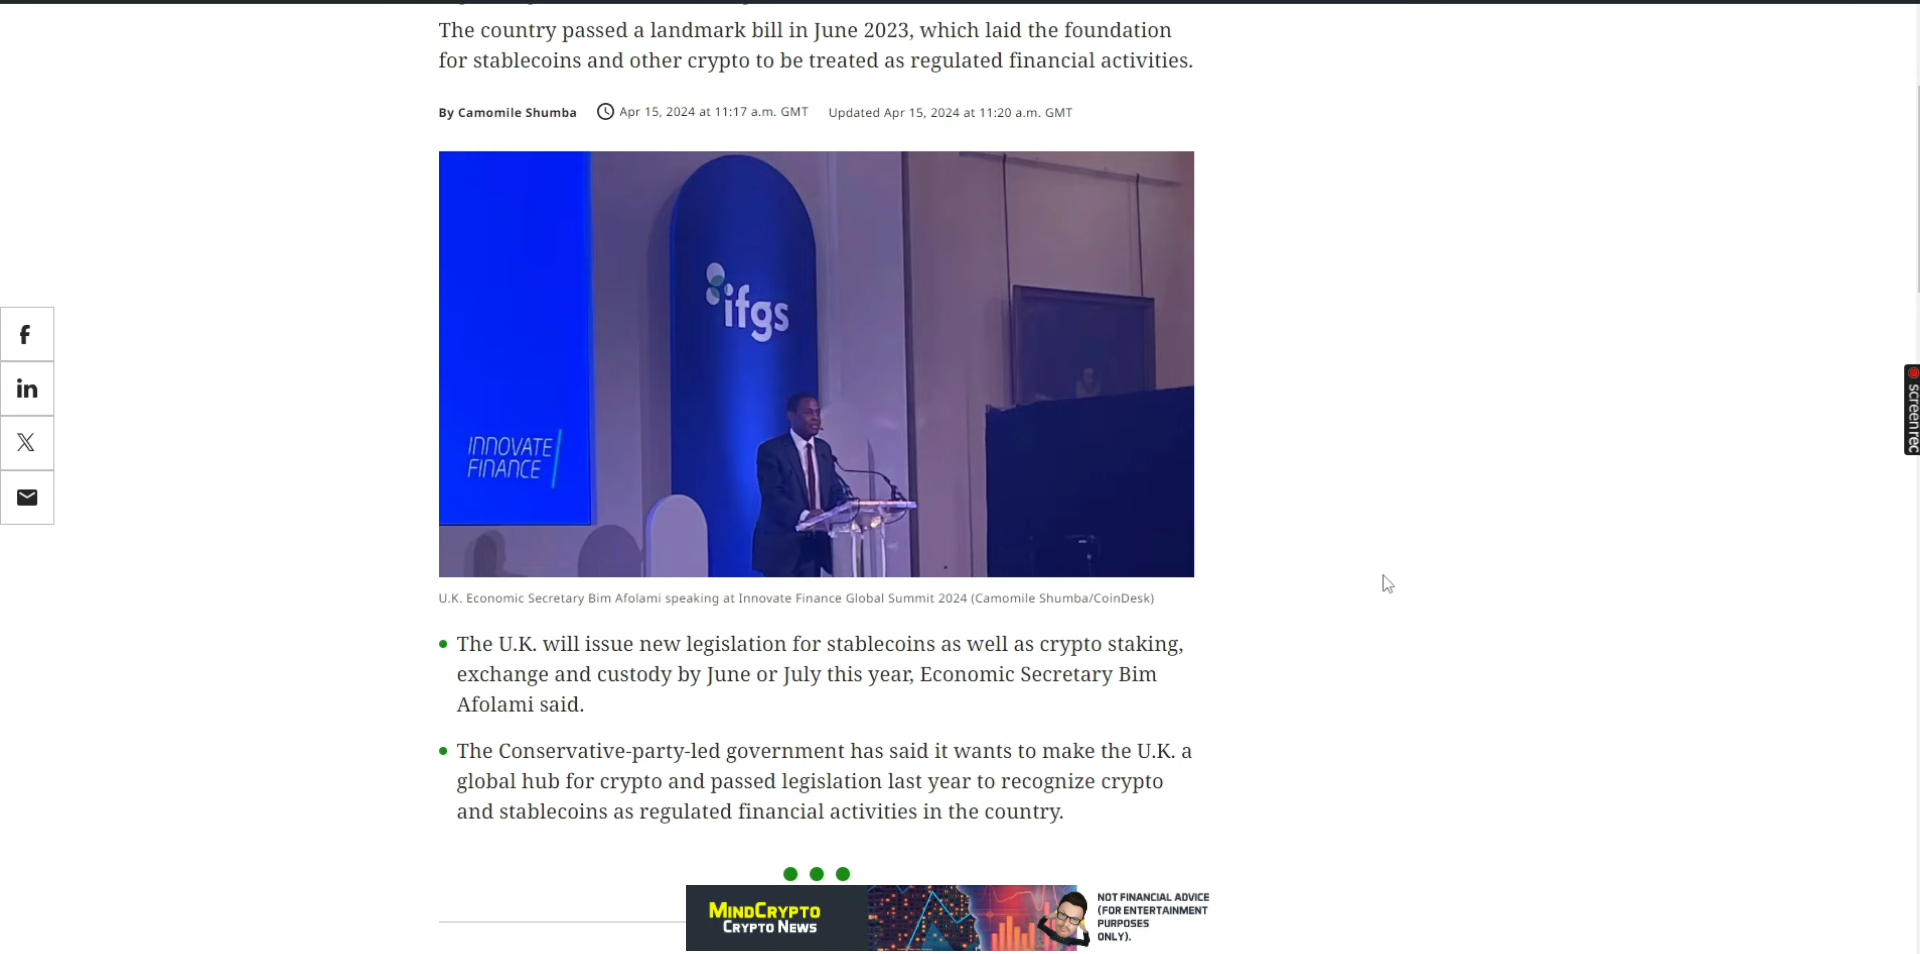 The country passed a landmark bill in June 2023, which laid the foundation
for stablecoins and other crypto to be treated as regulated financial activities.
By Camomile Shumba Apr 15, 2024 at 11:17 a.m. GMT Updated Apr 15, 2024 at 11:20 a.m. GMT
ifgs
INNOVATE
FINANCE
f
in
X
screenrec
U.K. Economic Secretary Bim Afolami speaking at Innovate Finance Global Summit 2024 (Camomile Shumba/CoinDesk)
The U.K. will issue new legislation for stablecoins as well as crypto staking,
exchange and custody by June or July this year, Economic Secretary Bim
Afolami said.
The Conservative-party-led government has said it wants to make the U.K. a
global hub for crypto and passed legislation last year to recognize crypto
and stablecoins as regulated financial activities in the country.
MINDCRYPTO
CRYPTO NEWS
NOT FINANCIAL ADVICE
(FOR ENTERTAINMENT
PURPOSES
ONLY).